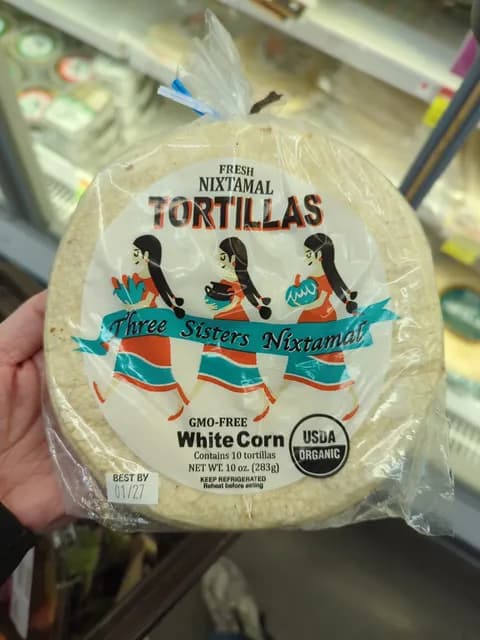 FRESH
NIXTAMAL
TORTILLAS
Three Sisters Nixtamal
GMO-FREE
White Corn
Contains 10 tortillas
NET WT. 10 oz. (283g)
KEEP REFRIGERATED
Reheat before eating
USDA
ORGANIC
BEST BY
01/27